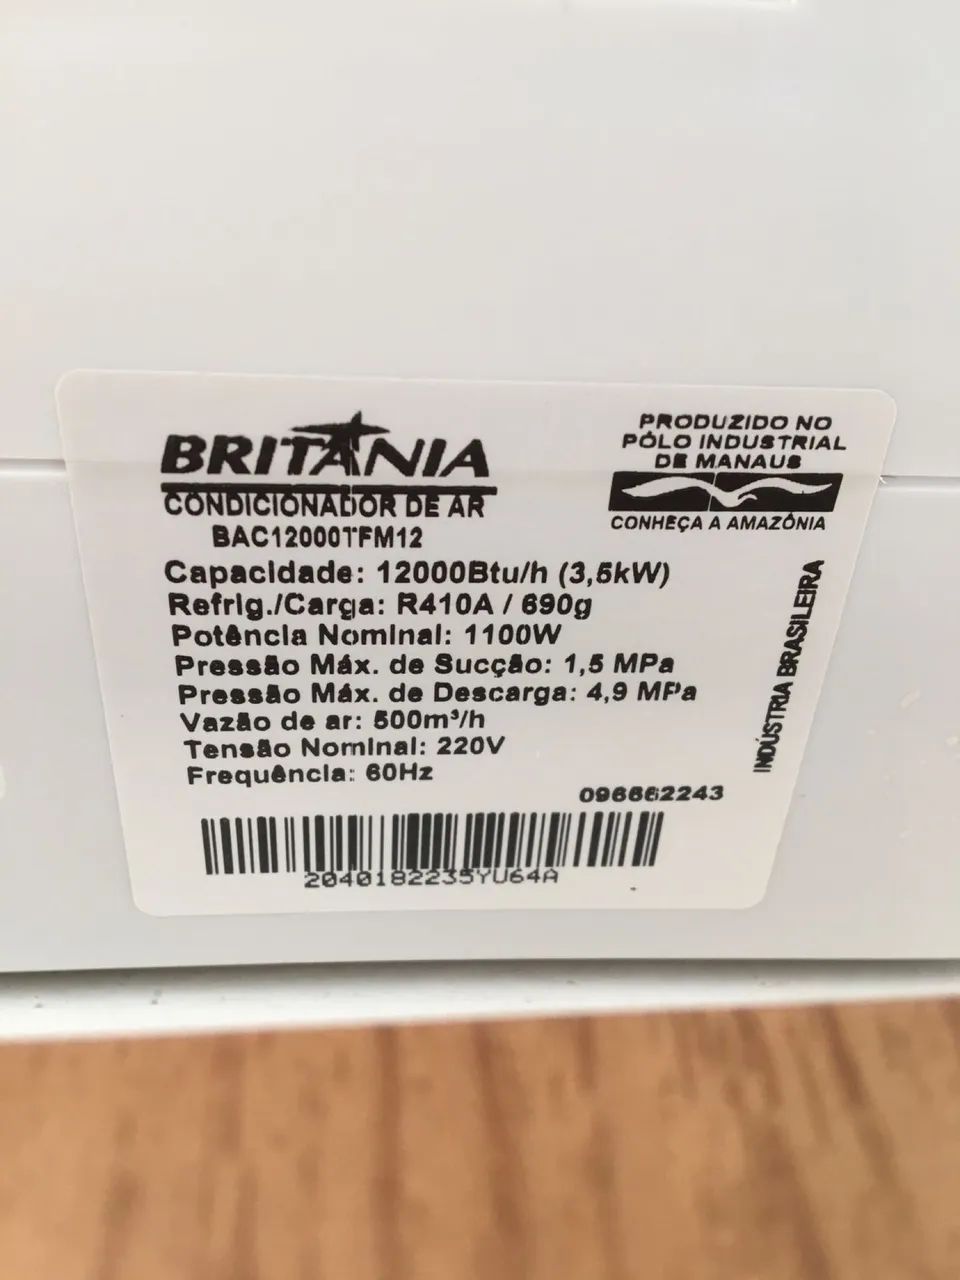 BRITÂNIA
CONDICIONADOR DE AR
BAC12000TFM12
PRODUZIDO NO
PÓLO INDUSTRIAL
DE MANAUS
CONHEÇA A AMAZÔNIA
Capacidade: 12000Btu/h (3,5kW)
Refrig./Carga: R410A / 690g
Potência Nominal: 1100W
Pressão Máx. de Sucção: 1,5 MPa
Pressão Máx. de Descarga: 4,9 MPa
Vazão de ar: 500m³/h
Tensão Nominal: 220V
Frequência: 60Hz
INDÚSTRIA BRASILEIRA
096662243
2040182235YU64A